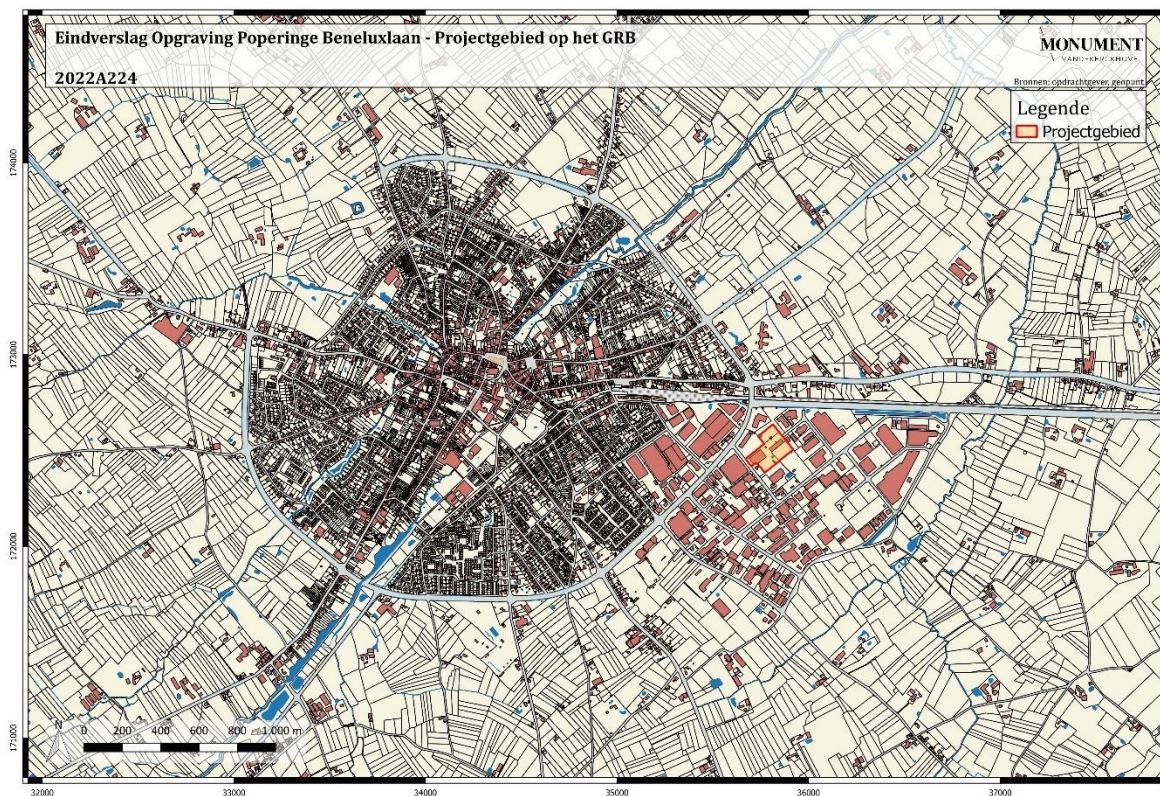 Eindverslag Opgraving Poperinge Beneluxlaan - Projectgebied op het GRB
2022A224
MONUMENT
VANDEKERCKHOVE
Bronnen: opdrachtgever, geopunt
Legende
Projectgebied
174000
173000
172000
171000
N
0 200 400 600 800 1.000 m
32000 33000 34000 35000 36000 37000